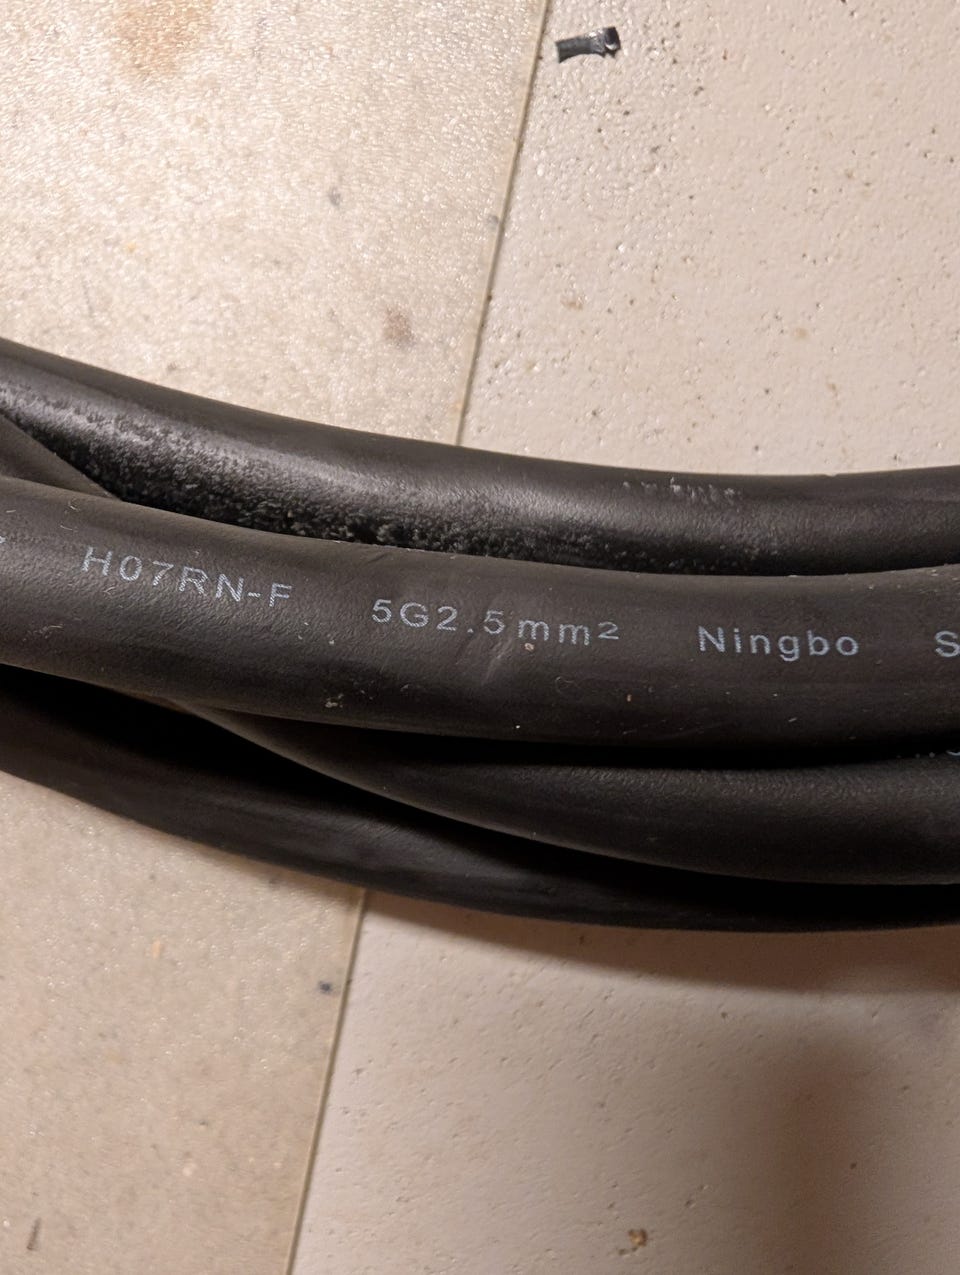 H07RN-F 5G2.5mm² Ningbo S